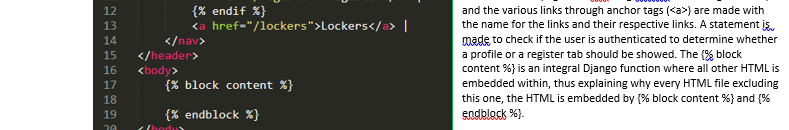 12 {% endif %}
13 <a href="/lockers">Lockers</a> |
14 </nav>
15 </header>
16 <body>
17 {% block content %}
18
19 {% endblock %}
20 </body>
and the various links through anchor tags (<a>) are made with
the name for the links and their respective links. A statement is
made to check if the user is authenticated to determine whether
a profile or a register tab should be showed. The {% block
content %} is an integral Django function where all other HTML is
embedded within, thus explaining why every HTML file excluding
this one, the HTML is embedded by {% block content %} and {%
endblock %}.